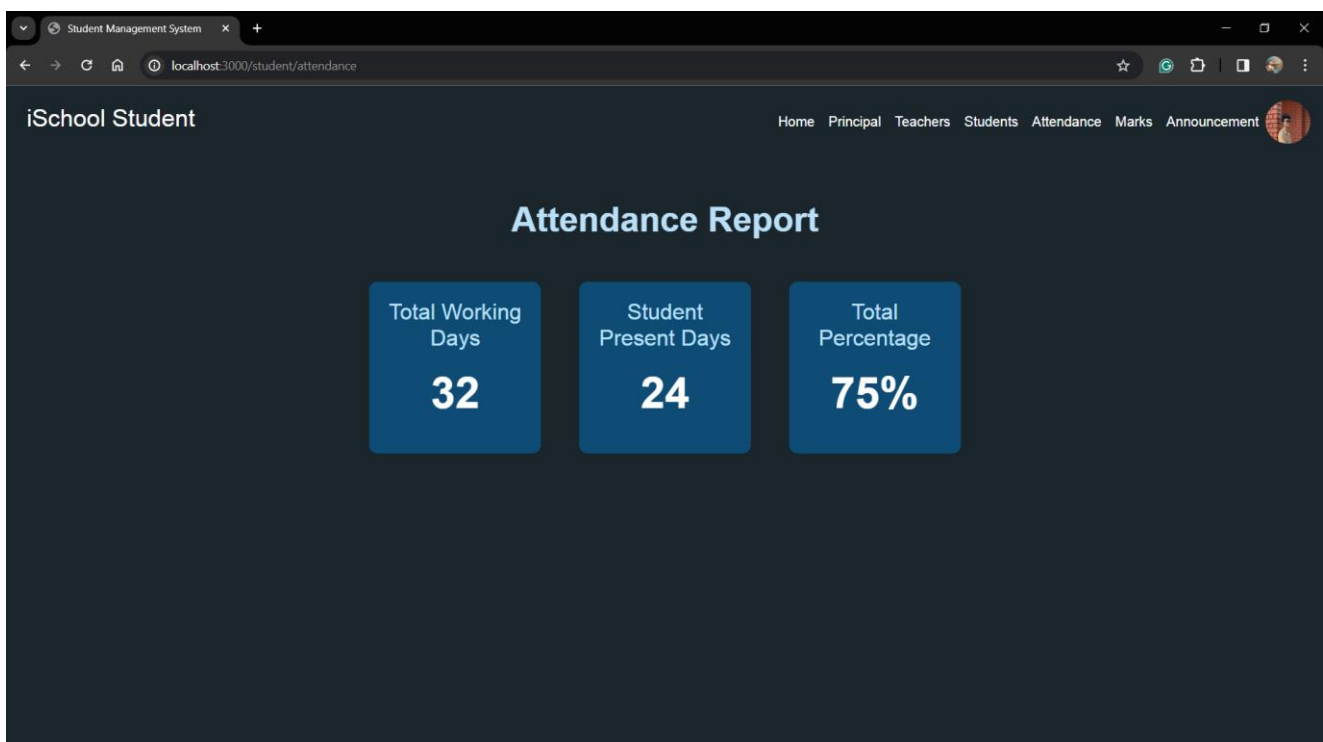 Student Management System
localhost:3000/student/attendance
iSchool Student
Home Principal Teachers Students Attendance Marks Announcement
Attendance Report
Total Working
Days
32
Student
Present Days
24
Total
Percentage
75%